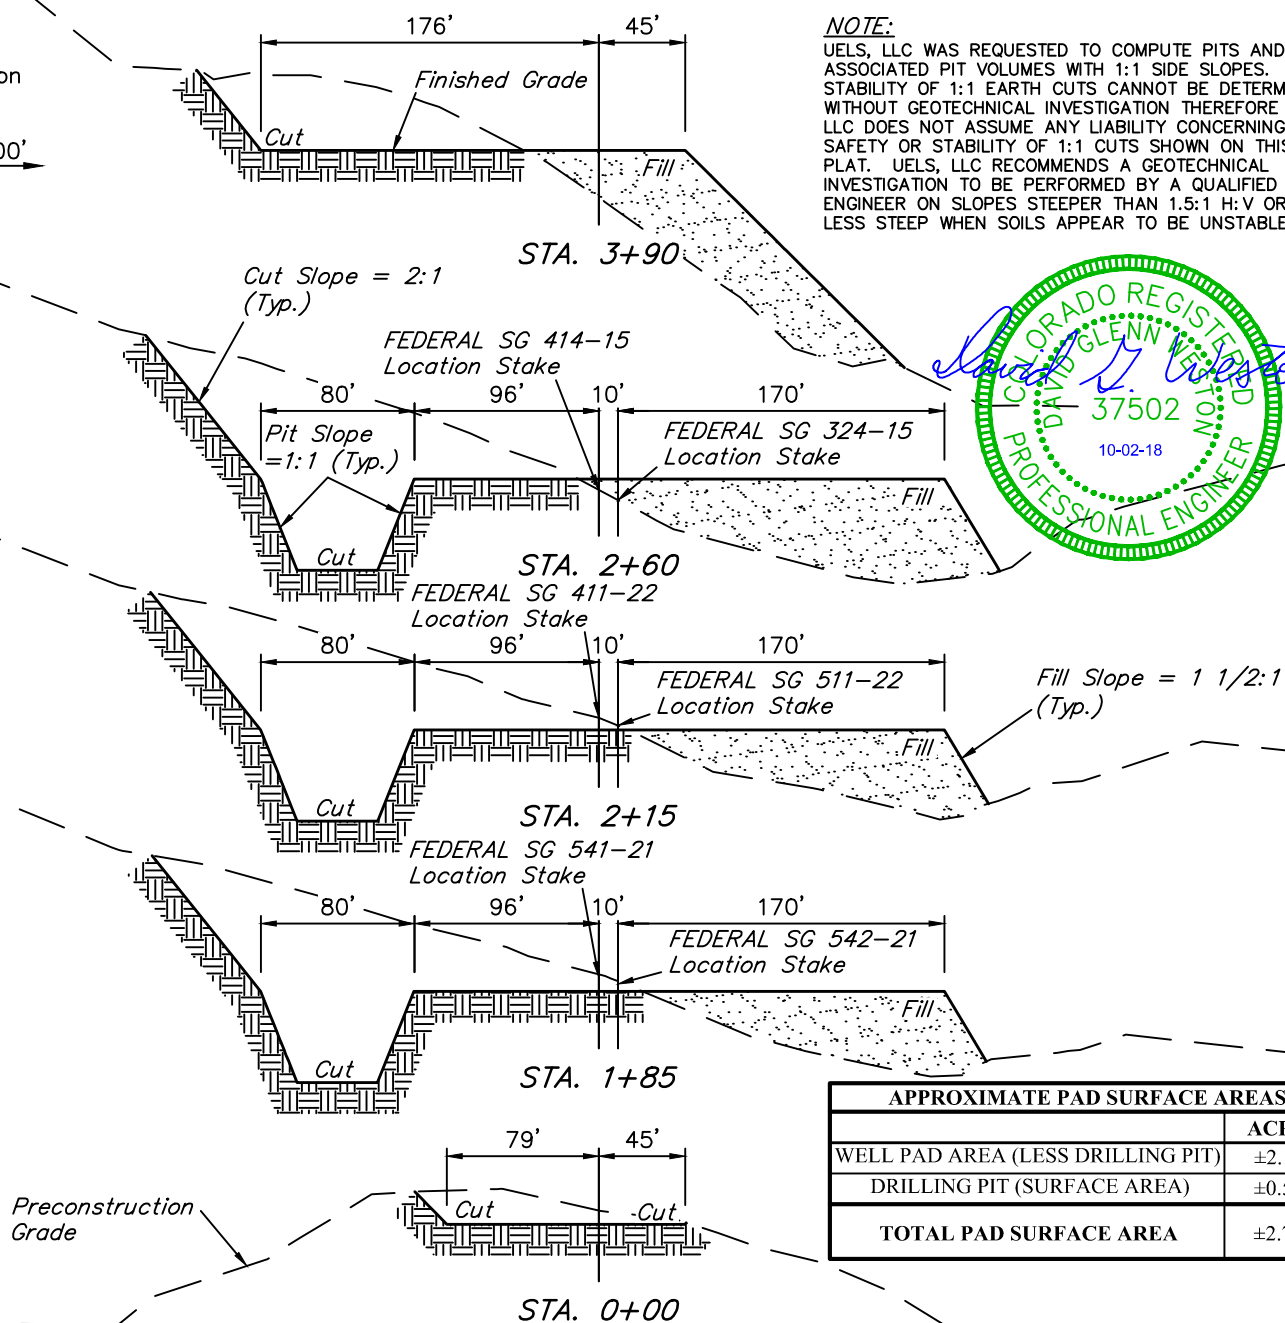 176'
45'
on
00'
Finished Grade
Cut
Fill
STA. 3+90
NOTE:
UELS, LLC WAS REQUESTED TO COMPUTE PITS AND
ASSOCIATED PIT VOLUMES WITH 1:1 SIDE SLOPES.
STABILITY OF 1:1 EARTH CUTS CANNOT BE DETERM
WITHOUT GEOTECHNICAL INVESTIGATION THEREFORE
LLC DOES NOT ASSUME ANY LIABILITY CONCERNING
SAFETY OR STABILITY OF 1:1 CUTS SHOWN ON THIS
PLAT. UELS, LLC RECOMMENDS A GEOTECHNICAL
INVESTIGATION TO BE PERFORMED BY A QUALIFIED
ENGINEER ON SLOPES STEEPER THAN 1.5:1 H:V OR
LESS STEEP WHEN SOILS APPEAR TO BE UNSTABLE
COLORADO REGISTERED
DAVID GLENN WESTON
37502
10-02-18
PROFESSIONAL ENGINEER
David G. Westo
Cut Slope = 2:1
(Typ.)
FEDERAL SG 414-15
Location Stake
80'
96'
10'
170'
Pit Slope
=1:1 (Typ.)
FEDERAL SG 324-15
Location Stake
Fill
Cut
STA. 2+60
FEDERAL SG 411-22
Location Stake
80'
96'
10'
170'
FEDERAL SG 511-22
Location Stake
Fill Slope = 1 1/2:1
(Typ.)
Fill
Cut
STA. 2+15
FEDERAL SG 541-21
Location Stake
80'
96'
10'
170'
FEDERAL SG 542-21
Location Stake
Fill
Cut
STA. 1+85
79'
45'
Preconstruction
Grade
Cut
Cut
STA. 0+00
APPROXIMATE PAD SURFACE AREAS
ACR
WELL PAD AREA (LESS DRILLING PIT) ±2.
DRILLING PIT (SURFACE AREA) ±0.
TOTAL PAD SURFACE AREA ±2.